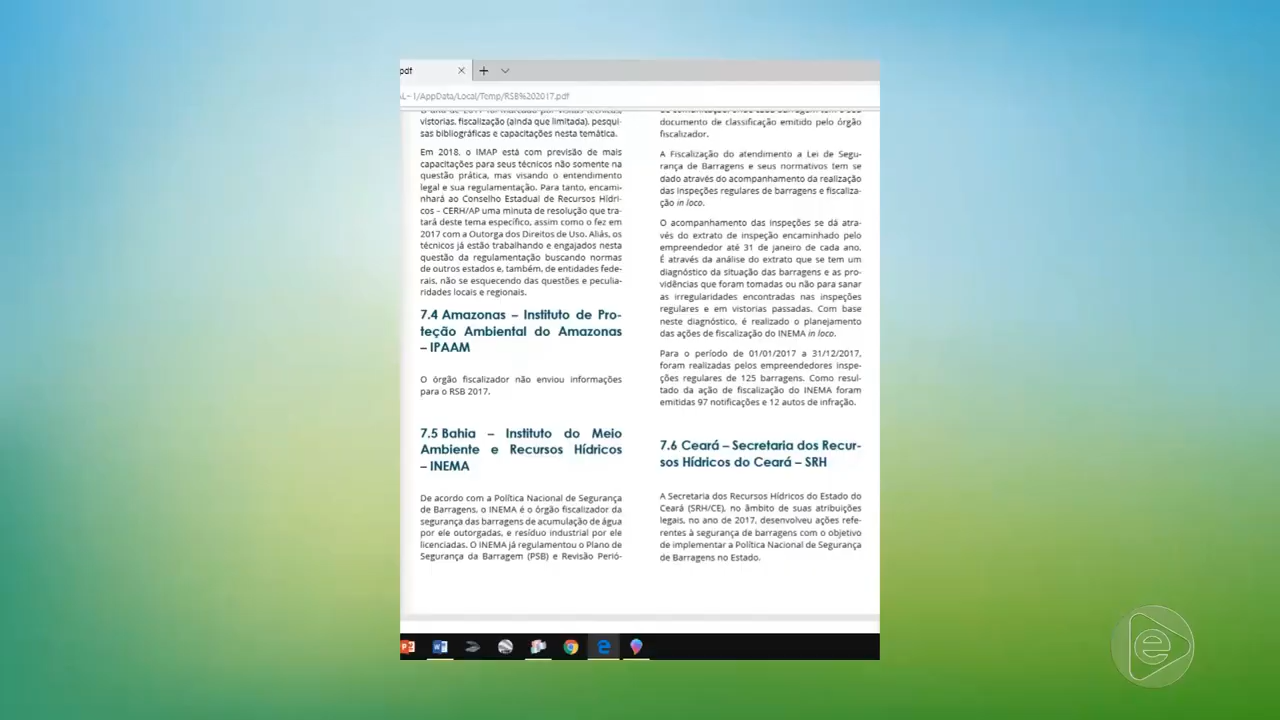 pdf
AL~1/AppData/Local/Temp/RSB%202017.pdf
vistorias, fiscalização (ainda que limitada), pesqui-
sas bibliográficas e capacitações nesta temática.
Em 2018, o IMAP está com previsão de mais
capacitações para seus técnicos não somente na
questão prática, mas visando o entendimento
legal e sua regulamentação. Para tanto, encami-
nhará ao Conselho Estadual de Recursos Hídri-
cos – CERH/AP uma minuta de resolução que tra-
tará deste tema específico, assim como o fez em
2017 com a Outorga dos Direitos de Uso. Aliás, os
técnicos já estão trabalhando e engajados nesta
questão da regulamentação buscando normas
de outros estados e, também, de entidades fede-
rais, não se esquecendo das questões e peculia-
ridades locais e regionais.
7.4 Amazonas – Instituto de Pro-
teção Ambiental do Amazonas
– IPAAM
O órgão fiscalizador não enviou informações
para o RSB 2017.
7.5 Bahia – Instituto do Meio
Ambiente e Recursos Hídricos
– INEMA
De acordo com a Política Nacional de Segurança
de Barragens, o INEMA é o órgão fiscalizador da
segurança das barragens de acumulação de água
por ele outorgadas, e resíduo industrial por ele
licenciadas. O INEMA já regulamentou o Plano de
Segurança da Barragem (PSB) e Revisão Perió-
documento de classificação emitido pelo órgão
fiscalizador.
A Fiscalização do atendimento a Lei de Segu-
rança de Barragens e seus normativos tem se
dado através do acompanhamento da realização
das inspeções regulares de barragens e fiscaliza-
ção in loco.
O acompanhamento das inspeções se dá atra-
vés do extrato de inspeção encaminhado pelo
empreendedor até 31 de janeiro de cada ano.
É através da análise do extrato que se tem um
diagnóstico da situação das barragens e as pro-
vidências que foram tomadas ou não para sanar
as irregularidades encontradas nas inspeções
regulares e em vistorias passadas. Com base
neste diagnóstico, é realizado o planejamento
das ações de fiscalização do INEMA in loco.
Para o período de 01/01/2017 a 31/12/2017,
foram realizadas pelos empreendedores inspe-
ções regulares de 125 barragens. Como resul-
tado da ação de fiscalização do INEMA foram
emitidas 97 notificações e 12 autos de infração.
7.6 Ceará – Secretaria dos Recur-
sos Hídricos do Ceará – SRH
A Secretaria dos Recursos Hídricos do Estado do
Ceará (SRH/CE), no âmbito de suas atribuições
legais, no ano de 2017, desenvolveu ações refe-
rentes à segurança de barragens com o objetivo
de implementar a Política Nacional de Segurança
de Barragens no Estado.